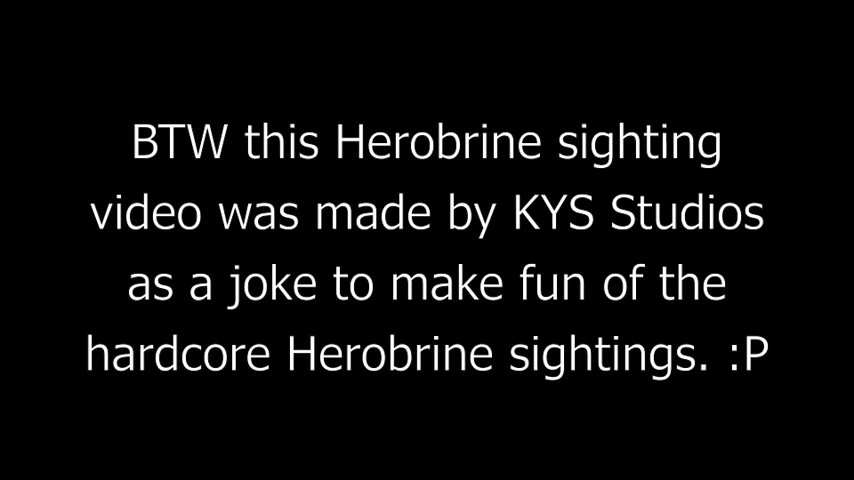 BTW this Herobrine sighting
video was made by KYS Studios
as a joke to make fun of the
hardcore Herobrine sightings. :P